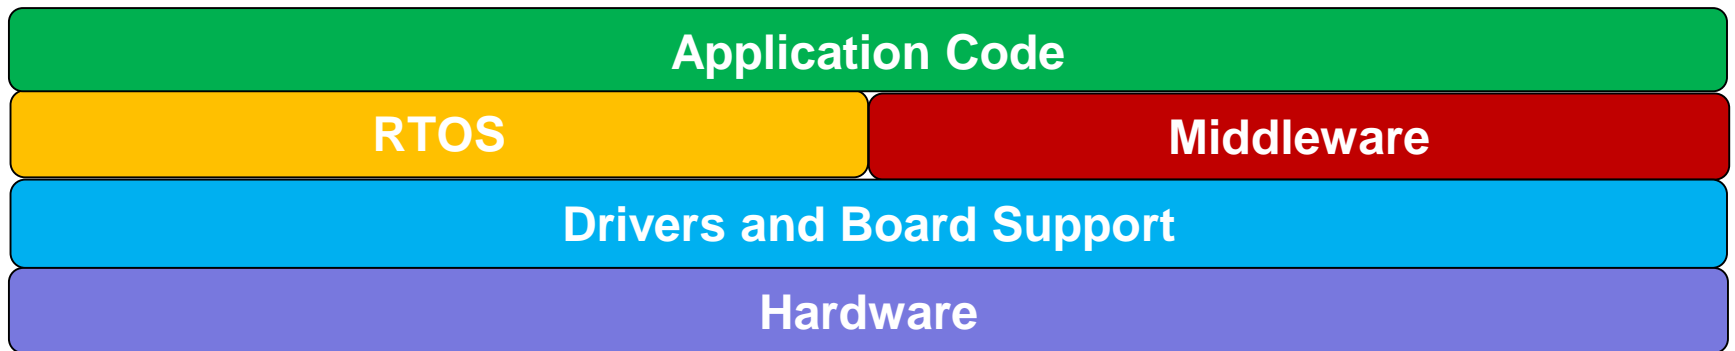 Application Code
RTOS
Middleware
Drivers and Board Support
Hardware